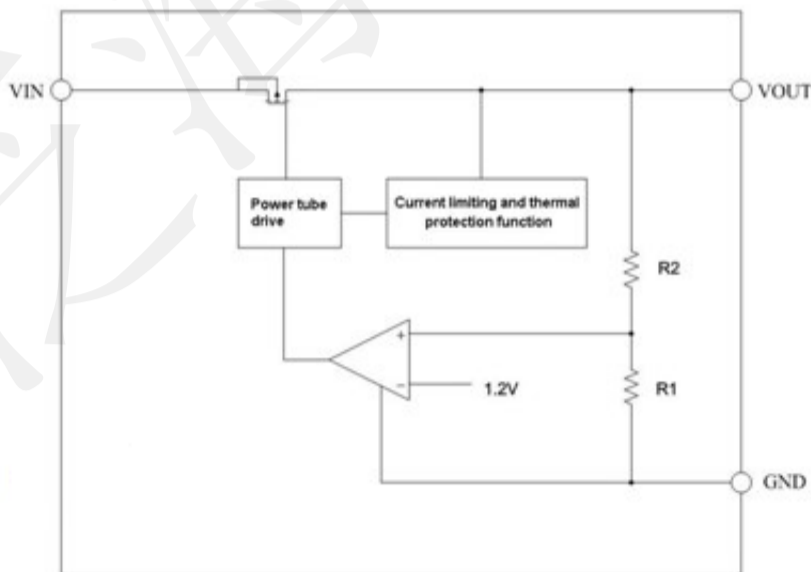 VIN
VOUT
Power tube
drive
Current limiting and thermal
protection function
R2
+
−
1.2V
R1
GND